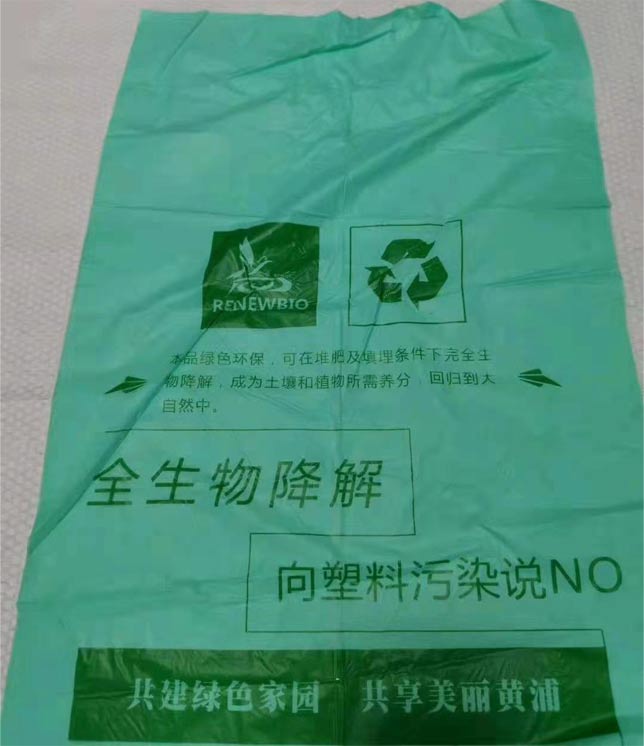 RENEWBIO
本品绿色环保，可在堆肥及填埋条件下完全生
物降解，成为土壤和植物所需养分，回归到大
自然中。
全生物降解
向塑料污染说NO
共建绿色家园 共享美丽黄浦